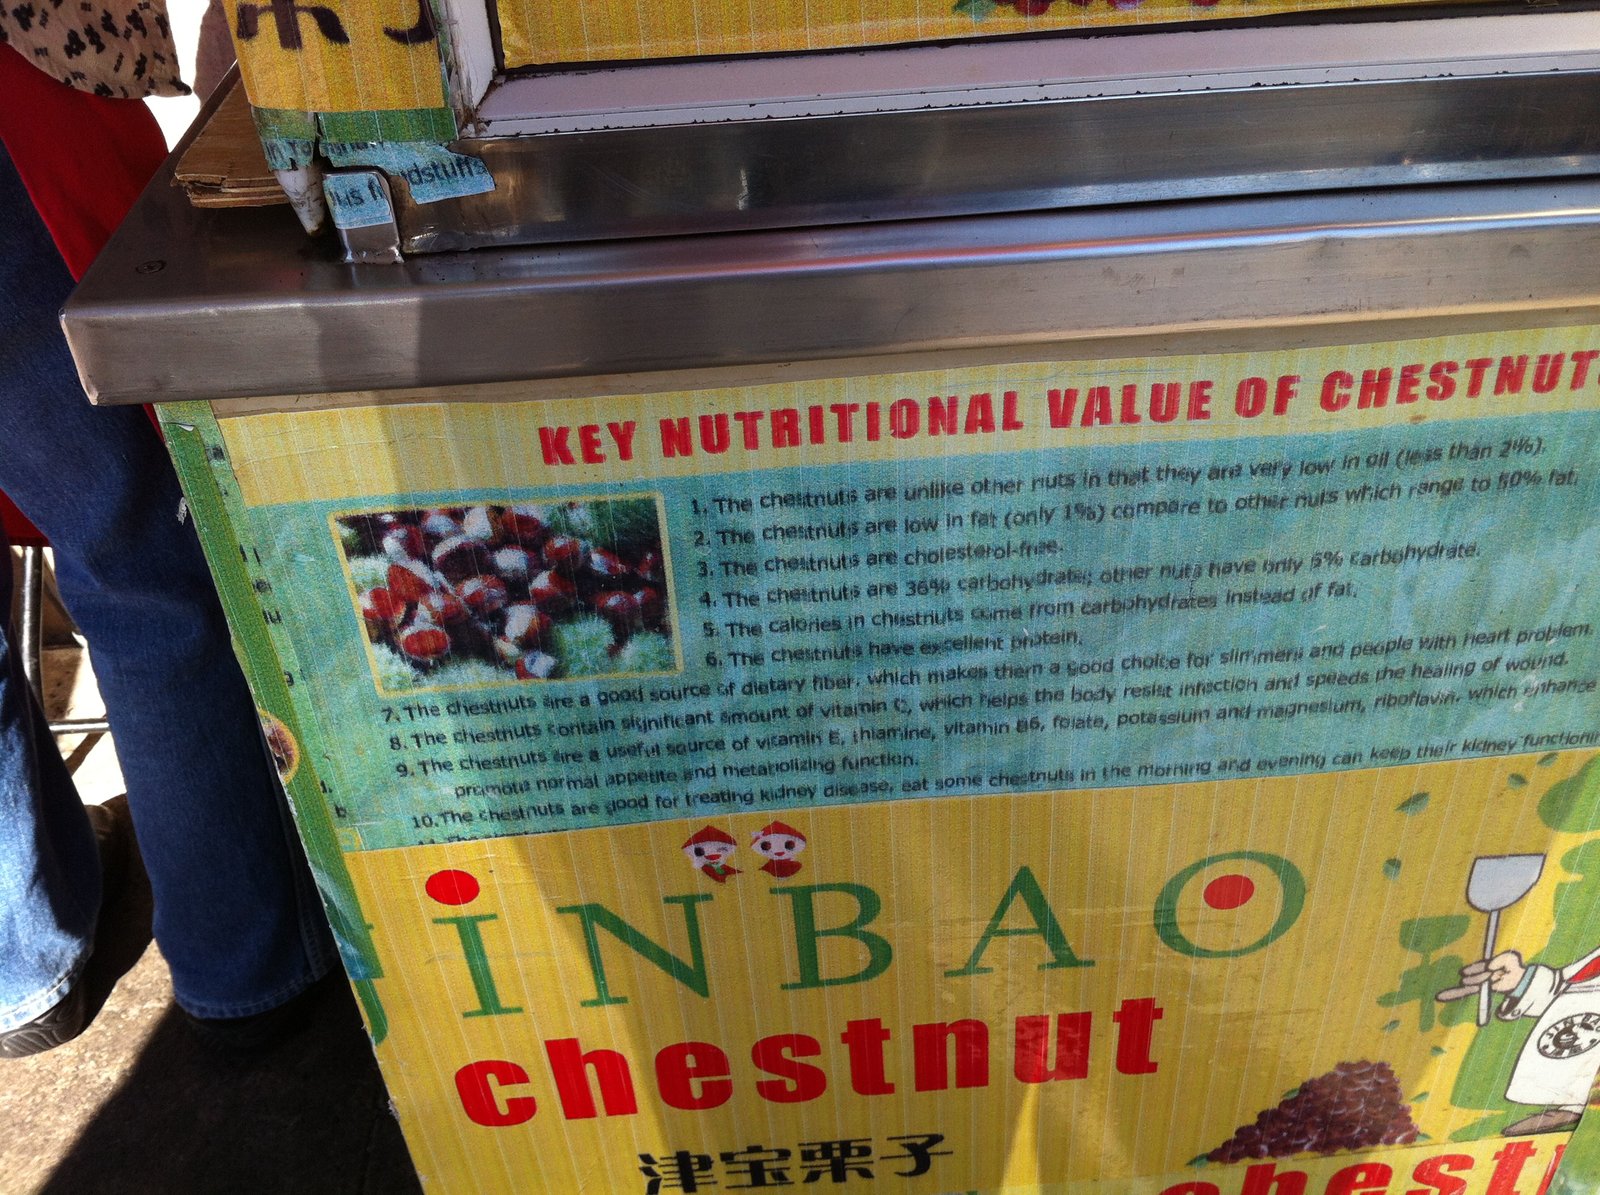 dstuffs
KEY NUTRITIONAL VALUE OF CHESTNUT
1. The chestnuts are unlike other nuts in that they are very low in oil (less than 2%).
2. The chestnuts are low in fat (only 1%) compare to other nuts which range to 50% fat.
3. The chestnuts are cholesterol-free.
4. The chestnuts are 36% carbohydrate; other nuts have only 5% carbohydrate.
5. The calories in chestnuts come from carbohydrates instead of fat.
6. The chestnuts have excellent protein.
7. The chestnuts are a good source of dietary fiber, which makes them a good choice for slimmers and people with heart problem.
8. The chestnuts contain significant amount of vitamin C, which helps the body resist infection and speeds the healing of wound.
9. The chestnuts are a useful source of vitamin E, thiamine, vitamin B6, folate, potassium and magnesium, riboflavin, which enhance
promote normal appetite and metabolizing function.
10. The chestnuts are good for treating kidney disease, eat some chestnuts in the morning and evening can keep their kidney functioning
iNBAO
chestnut
津宝栗子
chest